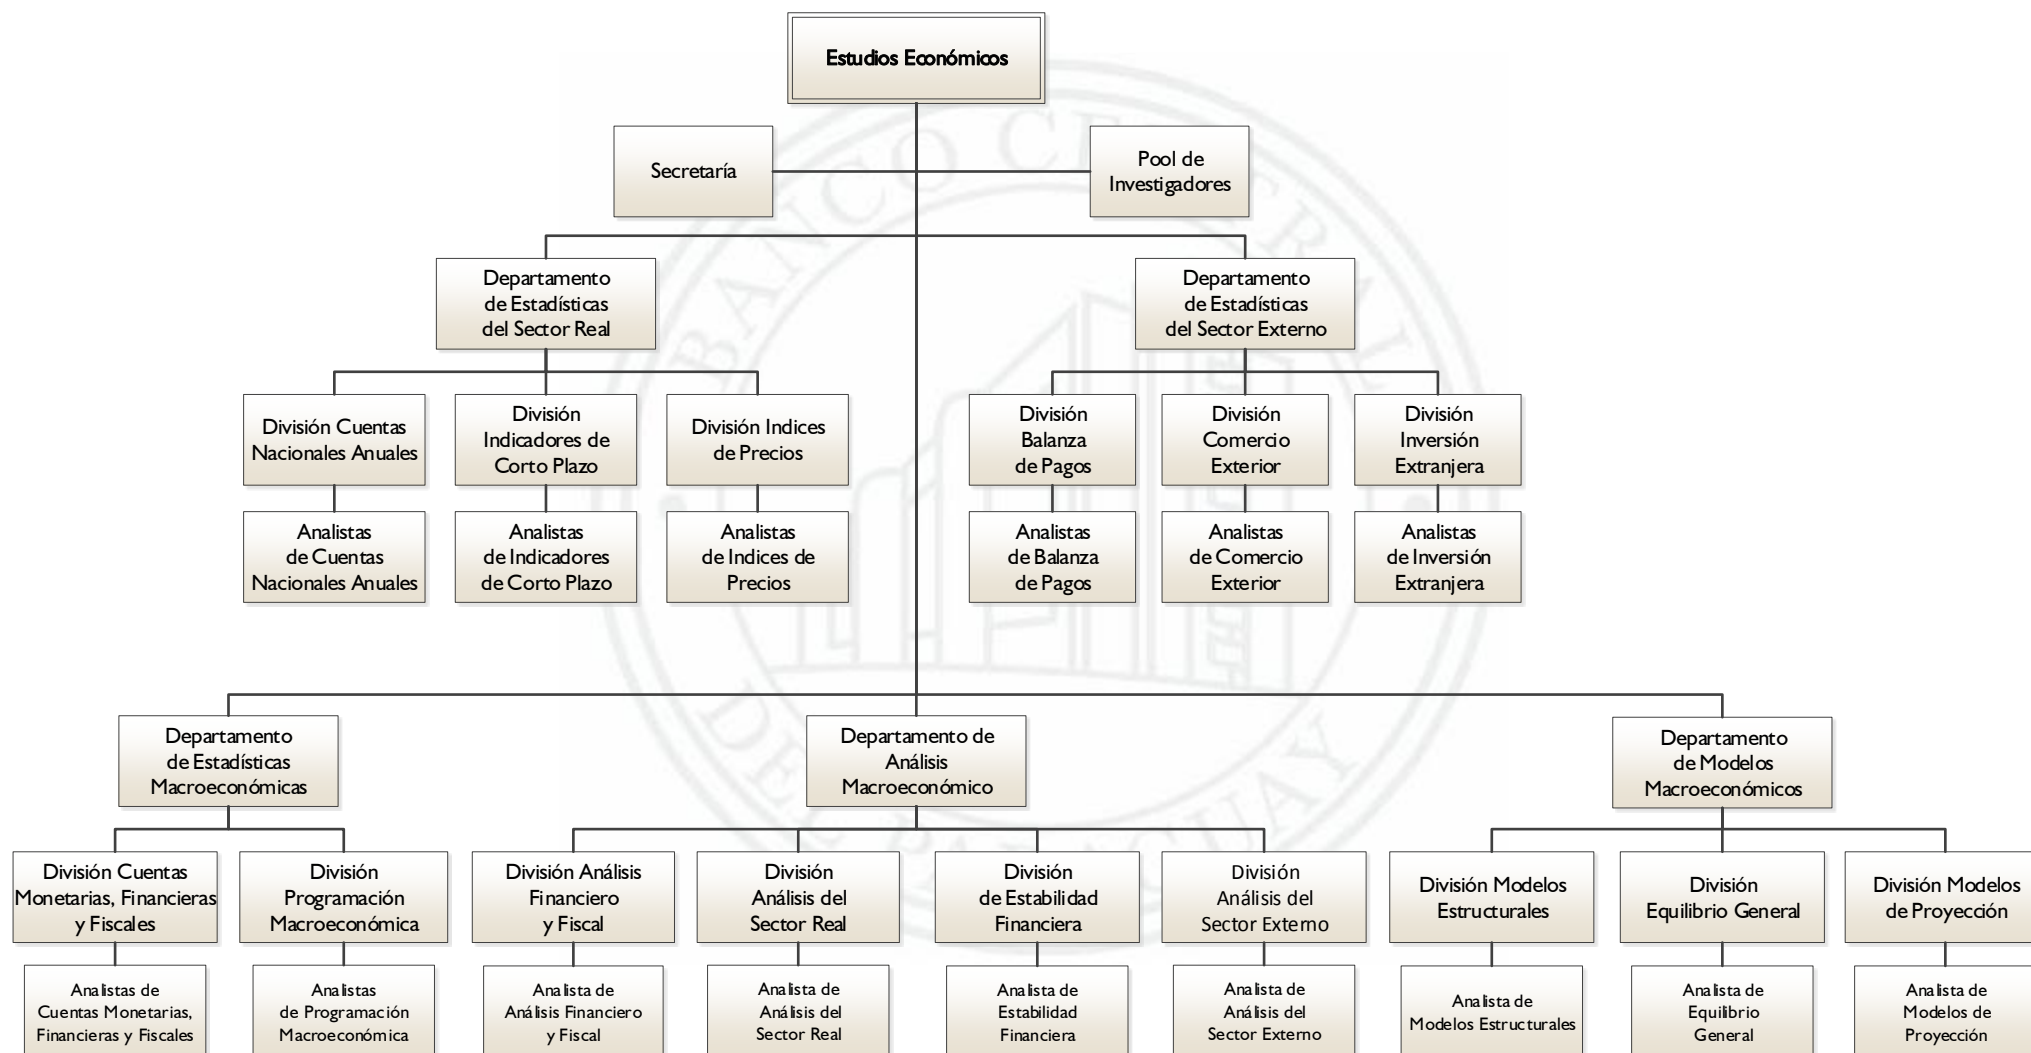 Estudios Económicos
Secretaría
Pool de
Investigadores
Departamento
de Estadísticas
del Sector Real
Departamento
de Estadísticas
del Sector Externo
División Cuentas
Nacionales Anuales
División
Indicadores de
Corto Plazo
División Indices
de Precios
División
Balanza
de Pagos
División
Comercio
Exterior
División
Inversión
Extranjera
Analistas
de Cuentas
Nacionales Anuales
Analistas
de Indicadores
de Corto Plazo
Analistas
de Indices de
Precios
Analistas
de Balanza
de Pagos
Analistas
de Comercio
Exterior
Analistas
de Inversión
Extranjera
Departamento
de Estadísticas
Macroeconómicas
Departamento de
Análisis
Macroeconómico
Departamento
de Modelos
Macroeconómicos
División Cuentas
Monetarias, Financieras
y Fiscales
División
Programación
Macroeconómica
División Análisis
Financiero
y Fiscal
División
Análisis del
Sector Real
División
de Estabilidad
Financiera
División
Análisis del
Sector Externo
División Modelos
Estructurales
División
Equilibrio General
División Modelos
de Proyección
Analistas de
Cuentas Monetarias,
Financieras y Fiscales
Analistas
de Programación
Macroeconómica
Analista de
Análisis Financiero
y Fiscal
Analista de
Análisis del
Sector Real
Analista de
Estabilidad
Financiera
Analista de
Análisis del
Sector Externo
Analista de
Modelos Estructurales
Analista de
Equilibrio
General
Analista de
Modelos de
Proyección
BANCO CENTRAL
DEL PARAGUAY